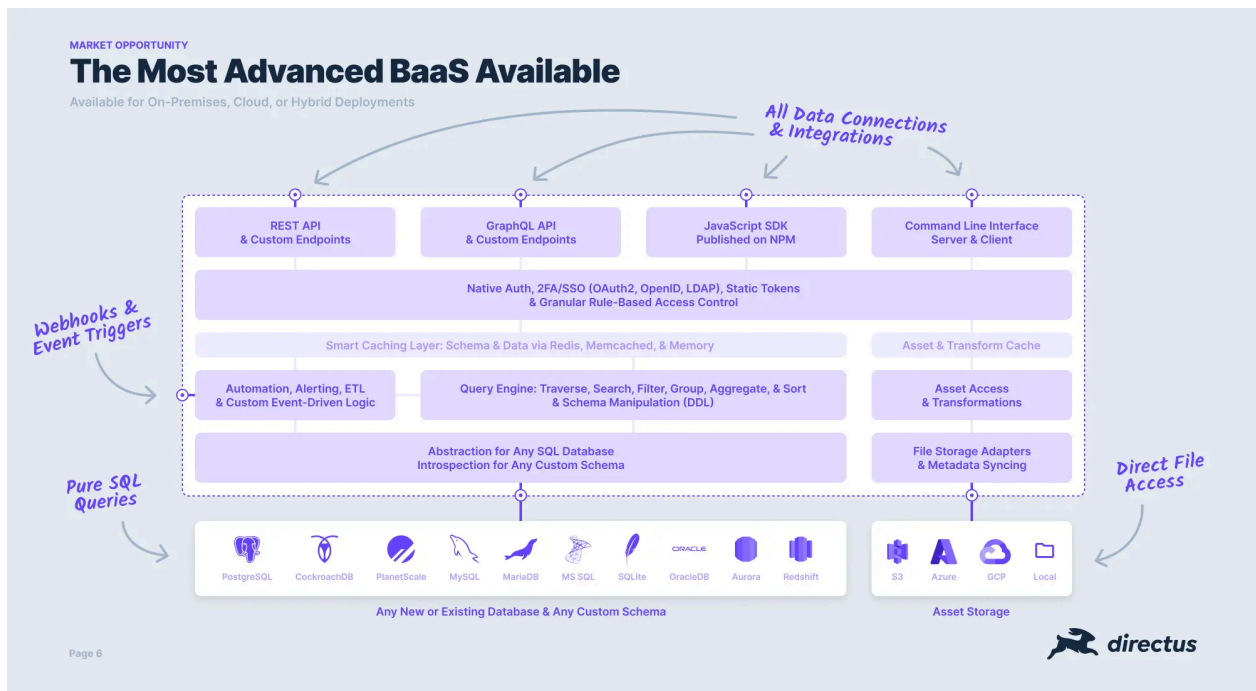 MARKET OPPORTUNITY
The Most Advanced BaaS Available
Available for On-Premises, Cloud, or Hybrid Deployments
All Data Connections
& Integrations
REST API
& Custom Endpoints
GraphQL API
& Custom Endpoints
JavaScript SDK
Published on NPM
Command Line Interface
Server & Client
Native Auth, 2FA/SSO (OAuth2, OpenID, LDAP), Static Tokens
& Granular Rule-Based Access Control
Webhooks &
Event Triggers
Smart Caching Layer: Schema & Data via Redis, Memcached, & Memory
Asset & Transform Cache
Automation, Alerting, ETL
& Custom Event-Driven Logic
Query Engine: Traverse, Search, Filter, Group, Aggregate, & Sort
& Schema Manipulation (DDL)
Asset Access
& Transformations
Abstraction for Any SQL Database
Introspection for Any Custom Schema
File Storage Adapters
& Metadata Syncing
Pure SQL
Queries
Direct File
Access
ORACLE
PostgreSQL
CockroachDB
PlanetScale
MySQL
MariaDB
MS SQL
SQLite
OracleDB
Aurora
Redshift
S3
Azure
GCP
Local
Any New or Existing Database & Any Custom Schema
Asset Storage
Page 6
directus